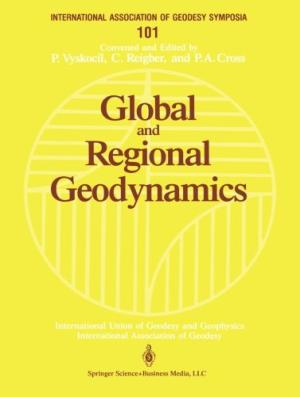 INTERNATIONAL ASSOCIATION OF GEODESY SYMPOSIA
101
Convened and Edited by
P. Vyskocil, C. Reigber, and P.A. Cross
Global
and
Regional
Geodynamics
International Union of Geodesy and Geophysics
International Association of Geodesy
Springer Science+Business Media, LLC